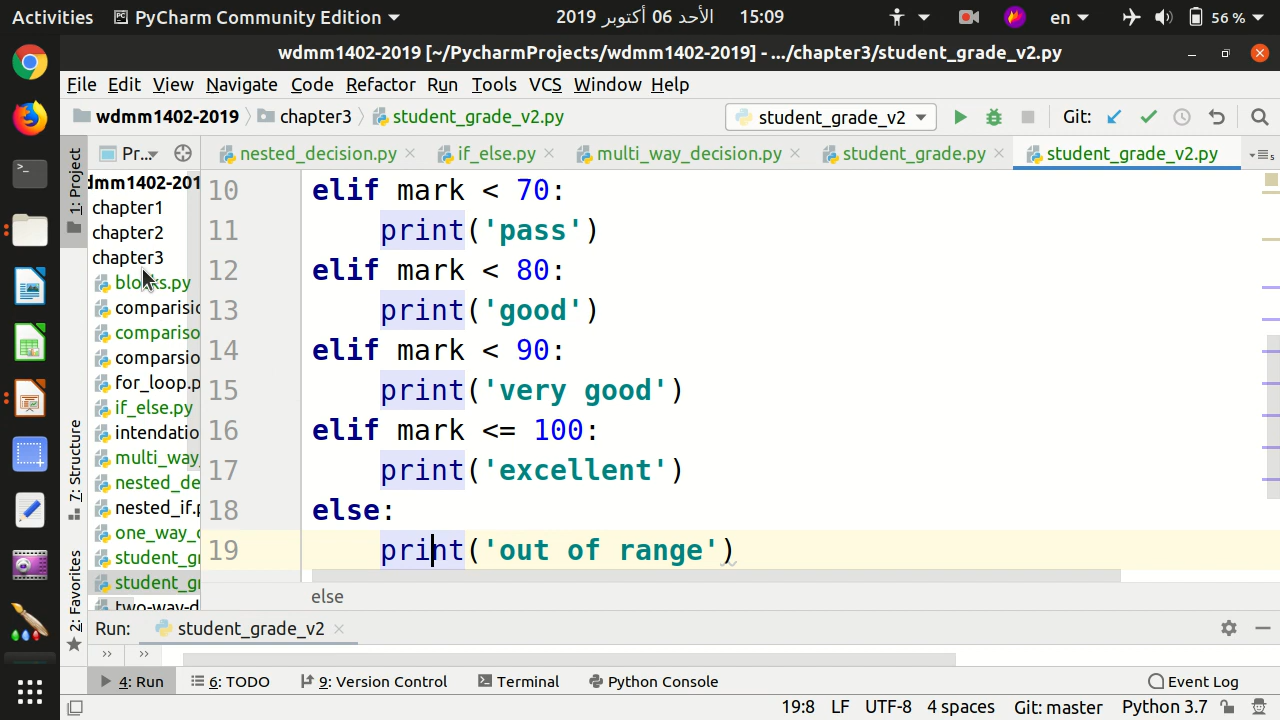 Activities PyCharm Community Edition الأحد 06 أكتوبر 2019 15:09 en 56 %
wdmm1402-2019 [~/PycharmProjects/wdmm1402-2019] - .../chapter3/student_grade_v2.py
File Edit View Navigate Code Refactor Run Tools VCS Window Help
wdmm1402-2019 chapter3 student_grade_v2.py student_grade_v2 Git:
1: Project
Pr... nested_decision.py if_else.py multi_way_decision.py student_grade.py student_grade_v2.py
dmm1402-201
chapter1
chapter2
chapter3
blocks.py
comparisio
compariso
comparsio
for_loop.p
if_else.py
intendatio
multi_way_
nested_de
nested_if.p
one_way_d
student_gr
student_gr
two-way-d
7: Structure
2: Favorites
10 elif mark < 70:
11 print('pass')
12 elif mark < 80:
13 print('good')
14 elif mark < 90:
15 print('very good')
16 elif mark <= 100:
17 print('excellent')
18 else:
19 print('out of range')
else
Run: student_grade_v2
4: Run 6: TODO 9: Version Control Terminal Python Console Event Log
19:8 LF UTF-8 4 spaces Git: master Python 3.7